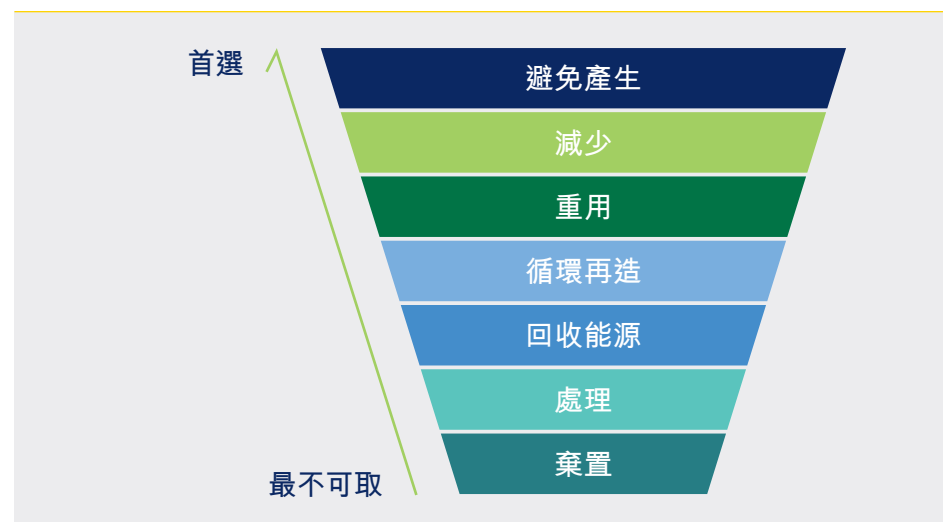 首選
避免產生
減少
重用
循環再造
回收能源
處理
棄置
最不可取